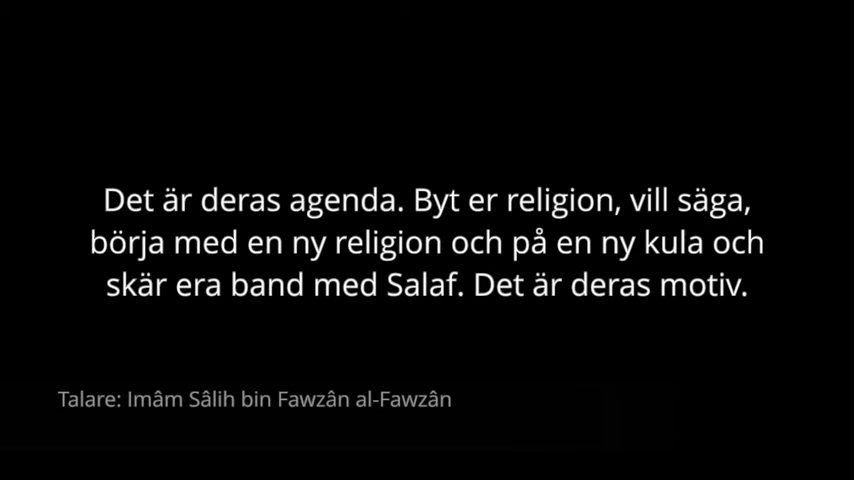 Det är deras agenda. Byt er religion, vill säga,
börja med en ny religion och på en ny kula och
skär era band med Salaf. Det är deras motiv.
Talare: Imâm Sâlih bin Fawzân al-Fawzân